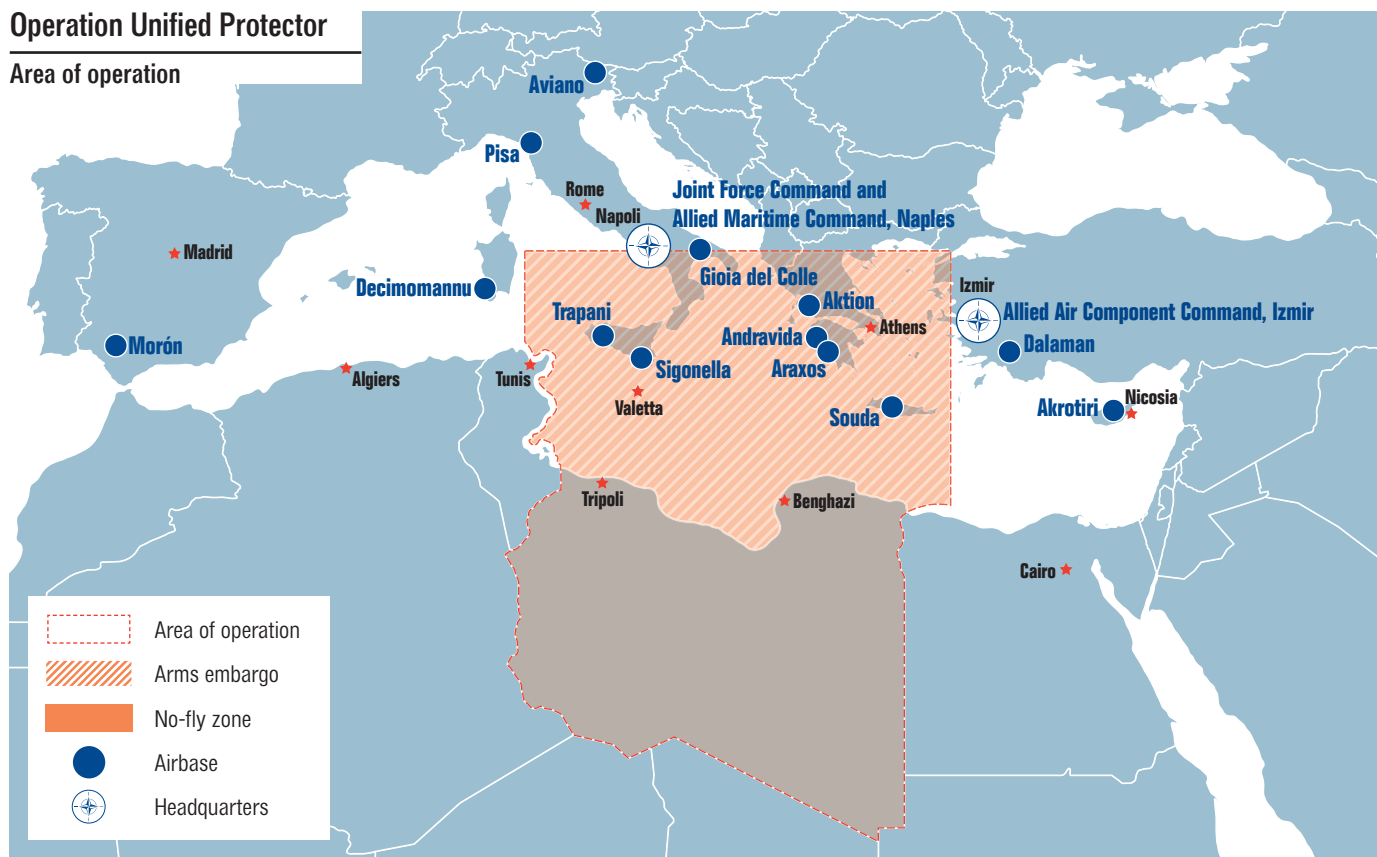 Operation Unified Protector
Area of operation
Aviano
Pisa
Rome
Napoli
Joint Force Command and
Allied Maritime Command, Naples
Madrid
Decimomannu
Gioia del Colle
Trapani
Aktion
Izmir
Allied Air Component Command, Izmir
Morón
Andravida
Athens
Dalaman
Algiers
Tunis
Sigonella
Araxos
Valetta
Souda
Akrotiri
Nicosia
Tripoli
Benghazi
Cairo
Area of operation
Arms embargo
No-fly zone
Airbase
Headquarters